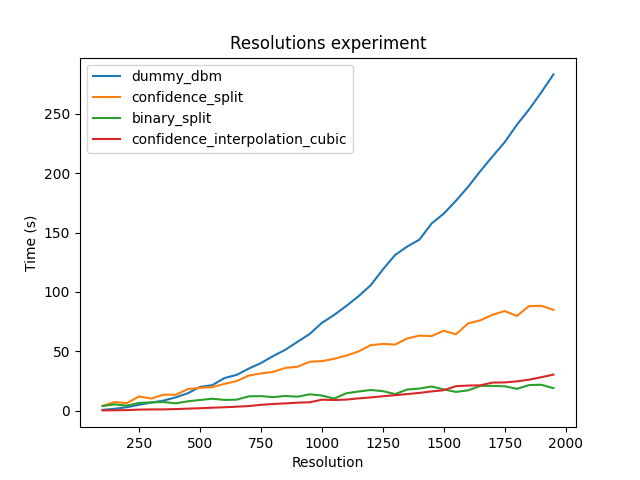 Resolutions experiment
dummy_dbm
confidence_split
binary_split
confidence_interpolation_cubic
Time (s)
250
200
150
100
50
0
250 500 750 1000 1250 1500 1750 2000
Resolution